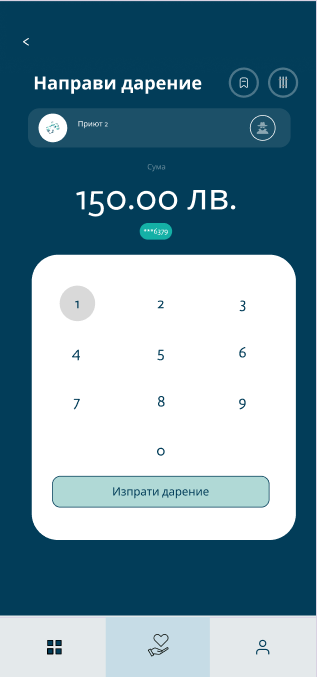 <
Направи дарение
Приют 2
Сума
150.00 лв.
***6379
1 2 3
4 5 6
7 8 9
0
Изпрати дарение